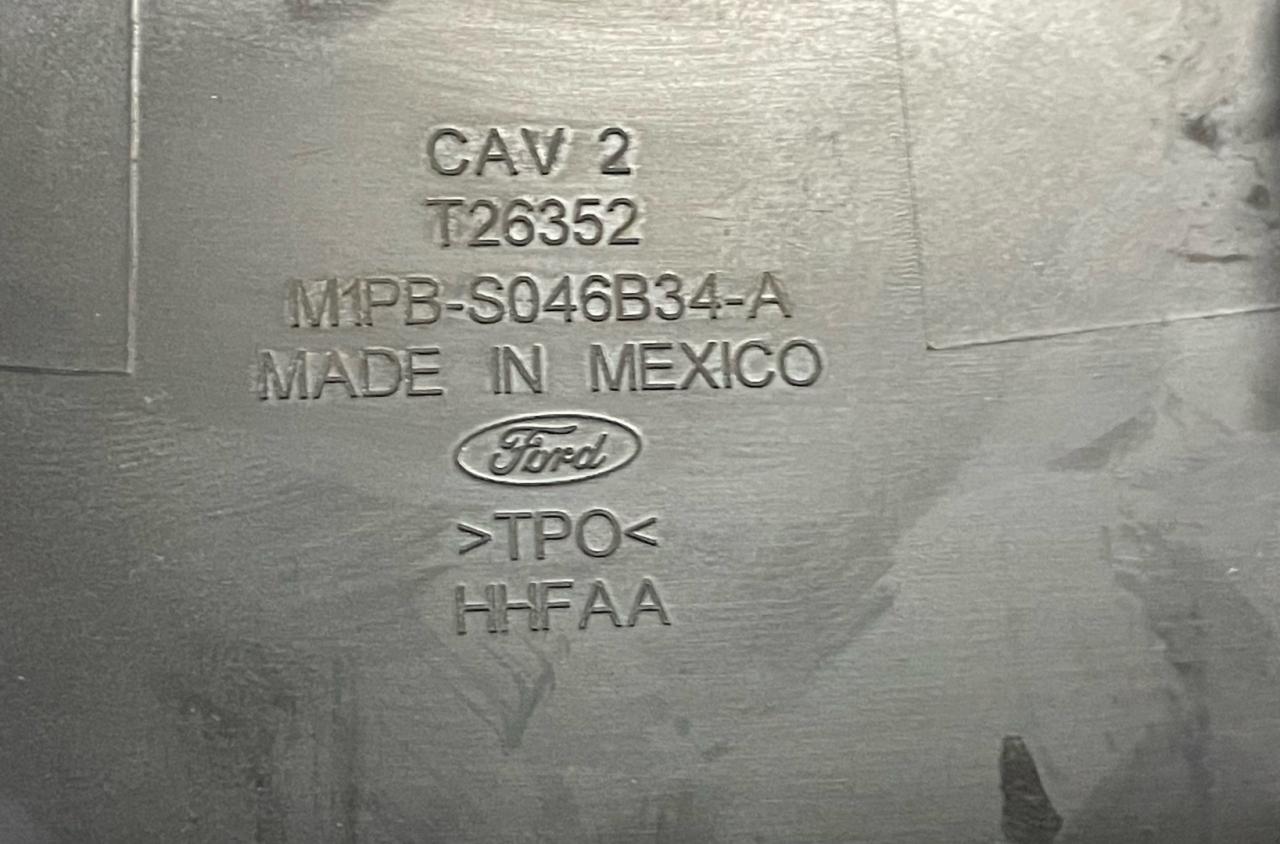 CAV 2
T26352
M1PB-S046B34-A
MADE IN MEXICO
Ford
>TPO<
HHFAA